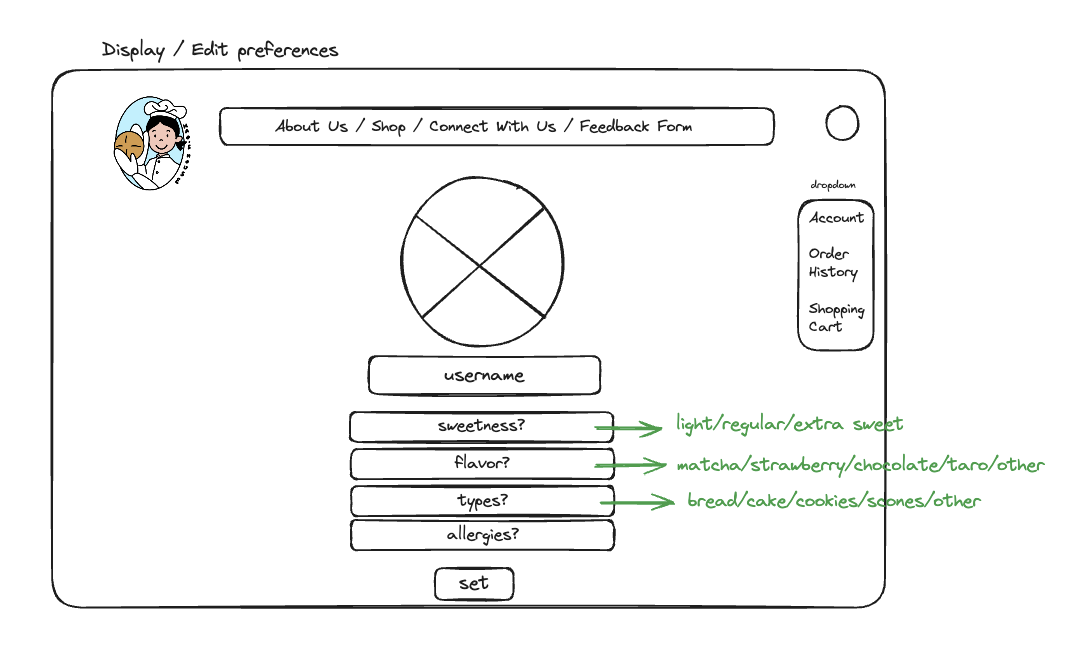 Display / Edit preferences
About Us / Shop / Connect With Us / Feedback Form
dropdown
Account
Order
History
Shopping
Cart
username
sweetness?
light/regular/extra sweet
flavor?
matcha/strawberry/chocolate/taro/other
types?
bread/cake/cookies/scones/other
allergies?
set